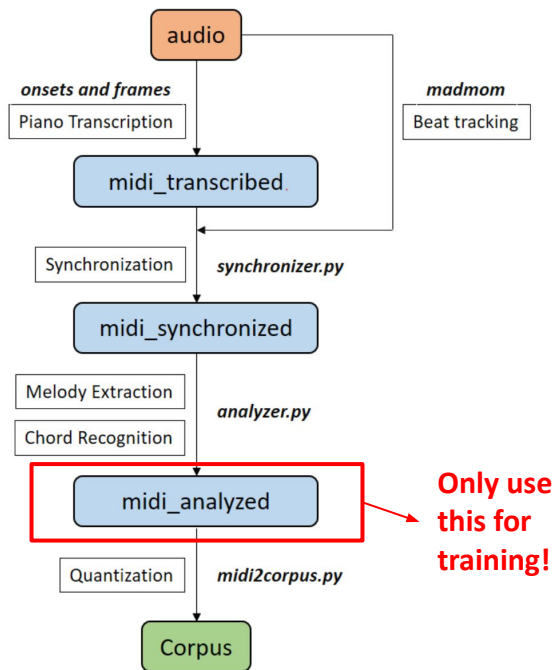 audio
onsets and frames
Piano Transcription
madmom
Beat tracking
midi_transcribed.
Synchronization
synchronizer.py
midi_synchronized
Melody Extraction
Chord Recognition
analyzer.py
midi_analyzed
Only use
this for
training!
Quantization
midi2corpus.py
Corpus